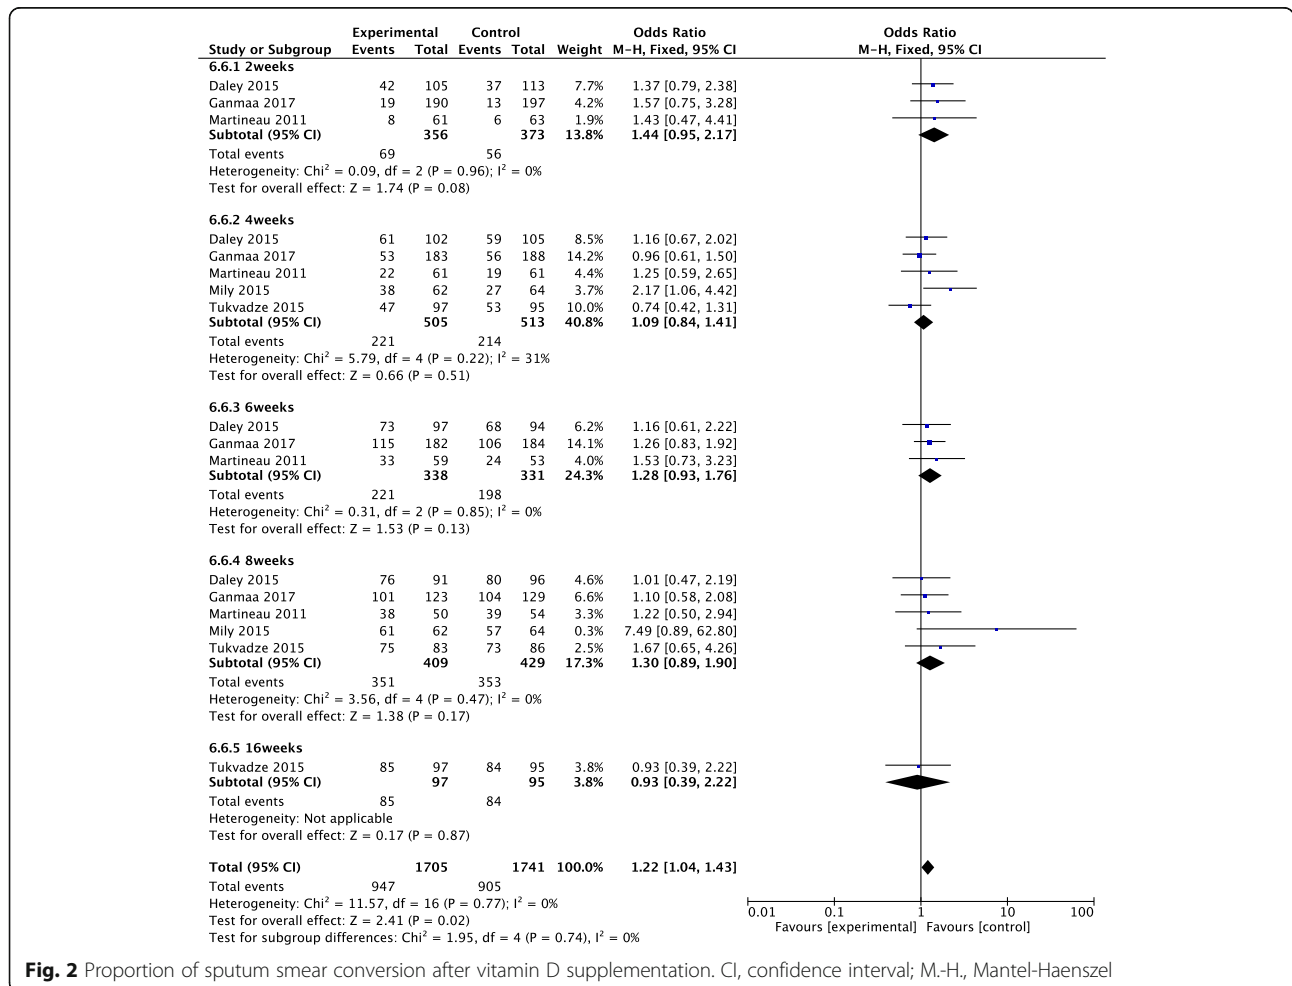 Experimental Control Odds Ratio Odds Ratio
Study or Subgroup Events Total Events Total Weight M-H, Fixed, 95% CI M-H, Fixed, 95% CI
6.6.1 2weeks
Daley 2015 42 105 37 113 7.7% 1.37 [0.79, 2.38]
Ganmaa 2017 19 190 13 197 4.2% 1.57 [0.75, 3.28]
Martineau 2011 8 61 6 63 1.9% 1.43 [0.47, 4.41]
Subtotal (95% CI) 356 373 13.8% 1.44 [0.95, 2.17]
Total events 69 56
Heterogeneity: Chi² = 0.09, df = 2 (P = 0.96); I² = 0%
Test for overall effect: Z = 1.74 (P = 0.08)
6.6.2 4weeks
Daley 2015 61 102 59 105 8.5% 1.16 [0.67, 2.02]
Ganmaa 2017 53 183 56 188 14.2% 0.96 [0.61, 1.50]
Martineau 2011 22 61 19 61 4.4% 1.25 [0.59, 2.65]
Mily 2015 38 62 27 64 3.7% 2.17 [1.06, 4.42]
Tukvadze 2015 47 97 53 95 10.0% 0.74 [0.42, 1.31]
Subtotal (95% CI) 505 513 40.8% 1.09 [0.84, 1.41]
Total events 221 214
Heterogeneity: Chi² = 5.79, df = 4 (P = 0.22); I² = 31%
Test for overall effect: Z = 0.66 (P = 0.51)
6.6.3 6weeks
Daley 2015 73 97 68 94 6.2% 1.16 [0.61, 2.22]
Ganmaa 2017 115 182 106 184 14.1% 1.26 [0.83, 1.92]
Martineau 2011 33 59 24 53 4.0% 1.53 [0.73, 3.23]
Subtotal (95% CI) 338 331 24.3% 1.28 [0.93, 1.76]
Total events 221 198
Heterogeneity: Chi² = 0.31, df = 2 (P = 0.85); I² = 0%
Test for overall effect: Z = 1.53 (P = 0.13)
6.6.4 8weeks
Daley 2015 76 91 80 96 4.6% 1.01 [0.47, 2.19]
Ganmaa 2017 101 123 104 129 6.6% 1.10 [0.58, 2.08]
Martineau 2011 38 50 39 54 3.3% 1.22 [0.50, 2.94]
Mily 2015 61 62 57 64 0.3% 7.49 [0.89, 62.80]
Tukvadze 2015 75 83 73 86 2.5% 1.67 [0.65, 4.26]
Subtotal (95% CI) 409 429 17.3% 1.30 [0.89, 1.90]
Total events 351 353
Heterogeneity: Chi² = 3.56, df = 4 (P = 0.47); I² = 0%
Test for overall effect: Z = 1.38 (P = 0.17)
6.6.5 16weeks
Tukvadze 2015 85 97 84 95 3.8% 0.93 [0.39, 2.22]
Subtotal (95% CI) 97 95 3.8% 0.93 [0.39, 2.22]
Total events 85 84
Heterogeneity: Not applicable
Test for overall effect: Z = 0.17 (P = 0.87)
Total (95% CI) 1705 1741 100.0% 1.22 [1.04, 1.43]
Total events 947 905
Heterogeneity: Chi² = 11.57, df = 16 (P = 0.77); I² = 0%
Test for overall effect: Z = 2.41 (P = 0.02)
Test for subgroup differences: Chi² = 1.95, df = 4 (P = 0.74), I² = 0%
0.01 0.1 1 10 100
Favours [experimental] Favours [control]
Fig. 2 Proportion of sputum smear conversion after vitamin D supplementation. CI, confidence interval; M.-H., Mantel-Haenszel